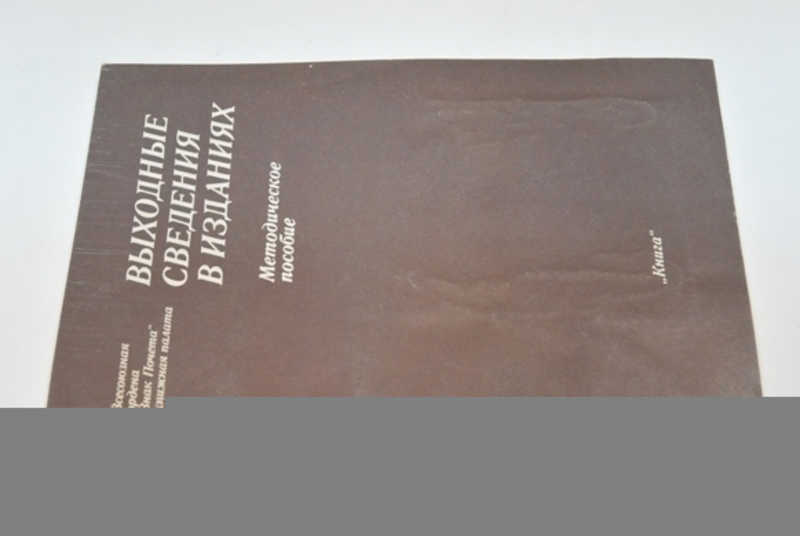 Всесоюзная
ордена
„Знак Почета“
книжная палата
ВЫХОДНЫЕ
СВЕДЕНИЯ
В ИЗДАНИЯХ
Методическое
пособие
„Книга“